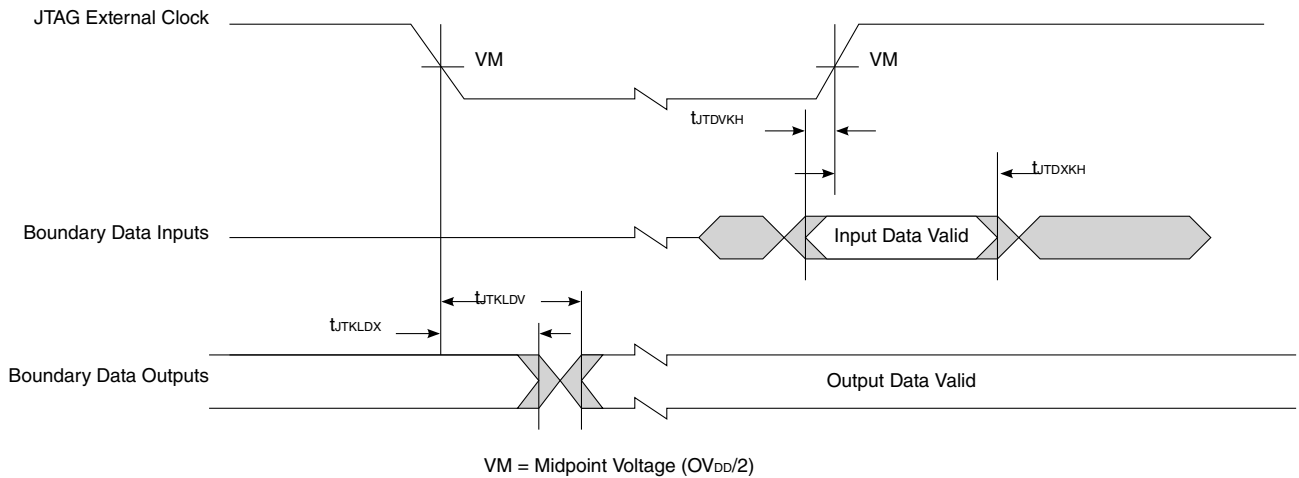 JTAG External Clock
VM
VM
tJTDVKH
tJTDXKH
Boundary Data Inputs
Input Data Valid
tJTKLDV
tJTKLDX
Boundary Data Outputs
Output Data Valid
VM = Midpoint Voltage (OVDD/2)